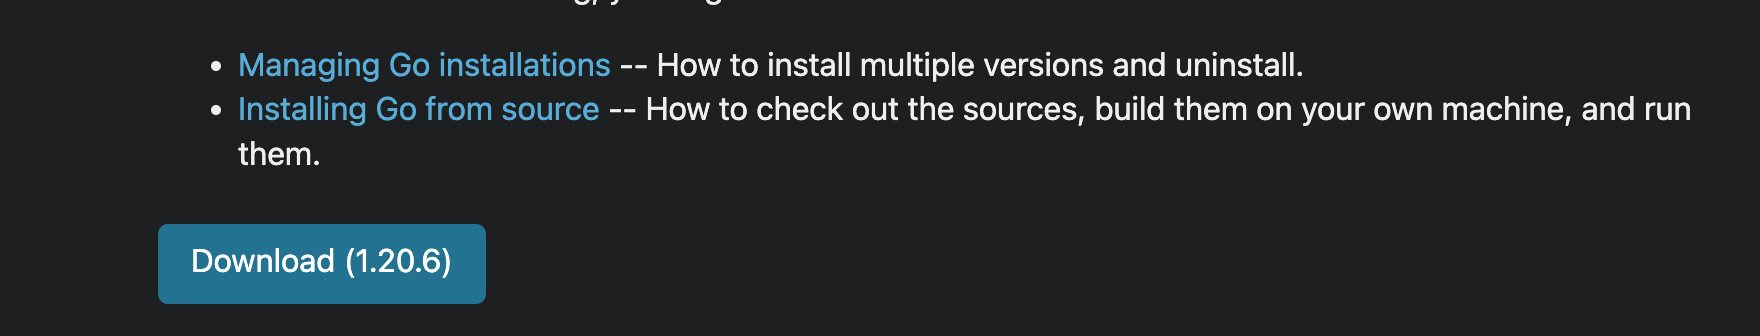 Managing Go installations -- How to install multiple versions and uninstall.
Installing Go from source -- How to check out the sources, build them on your own machine, and run
them.
Download (1.20.6)